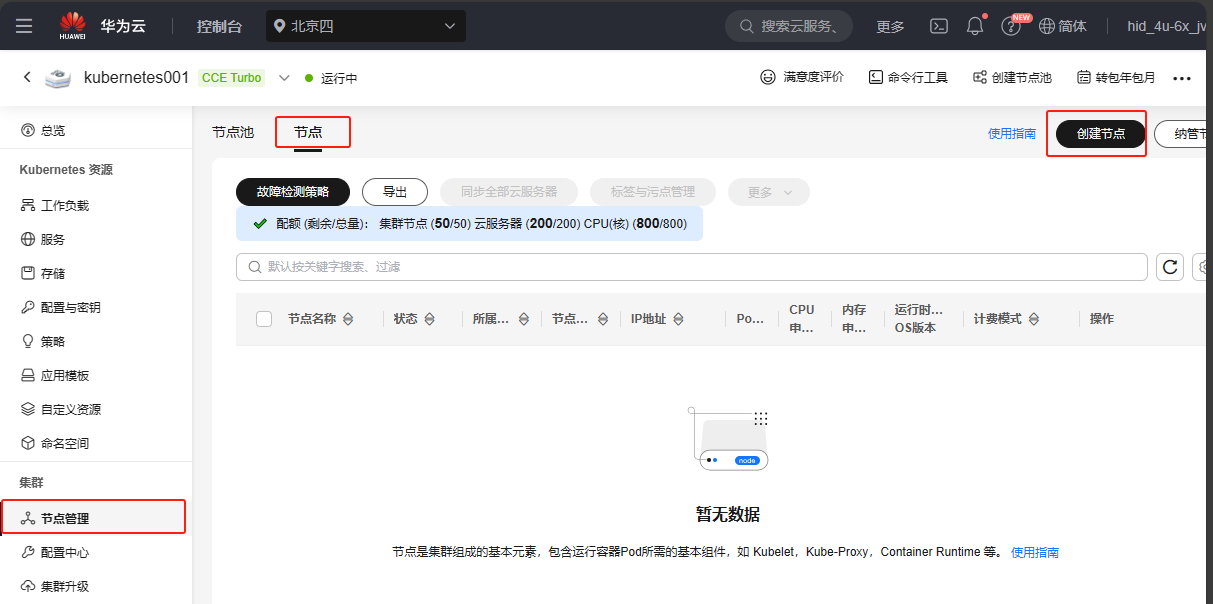 HUAWEI 华为云 控制台 北京四 搜索云服务、 更多 NEW 简体 hid_4u-6x_jw
kubernetes001 CCE Turbo 运行中 满意度评价 命令行工具 创建节点池 转包年包月
总览
Kubernetes 资源
工作负载
服务
存储
配置与密钥
策略
应用模板
自定义资源
命名空间
集群
节点管理
配置中心
集群升级
节点池 节点 使用指南 创建节点 纳管节
故障检测策略 导出 同步全部云服务器 标签与污点管理 更多
配额 (剩余/总量): 集群节点 (50/50) 云服务器 (200/200) CPU(核) (800/800)
默认按关键字搜索、过滤
节点名称 状态 所属... 节点... IP地址 Po... CPU 申... 内存 申... 运行时... OS版本 计费模式 操作
node
暂无数据
节点是集群组成的基本元素，包含运行容器Pod所需的基本组件，如 Kubelet，Kube-Proxy，Container Runtime 等。 使用指南